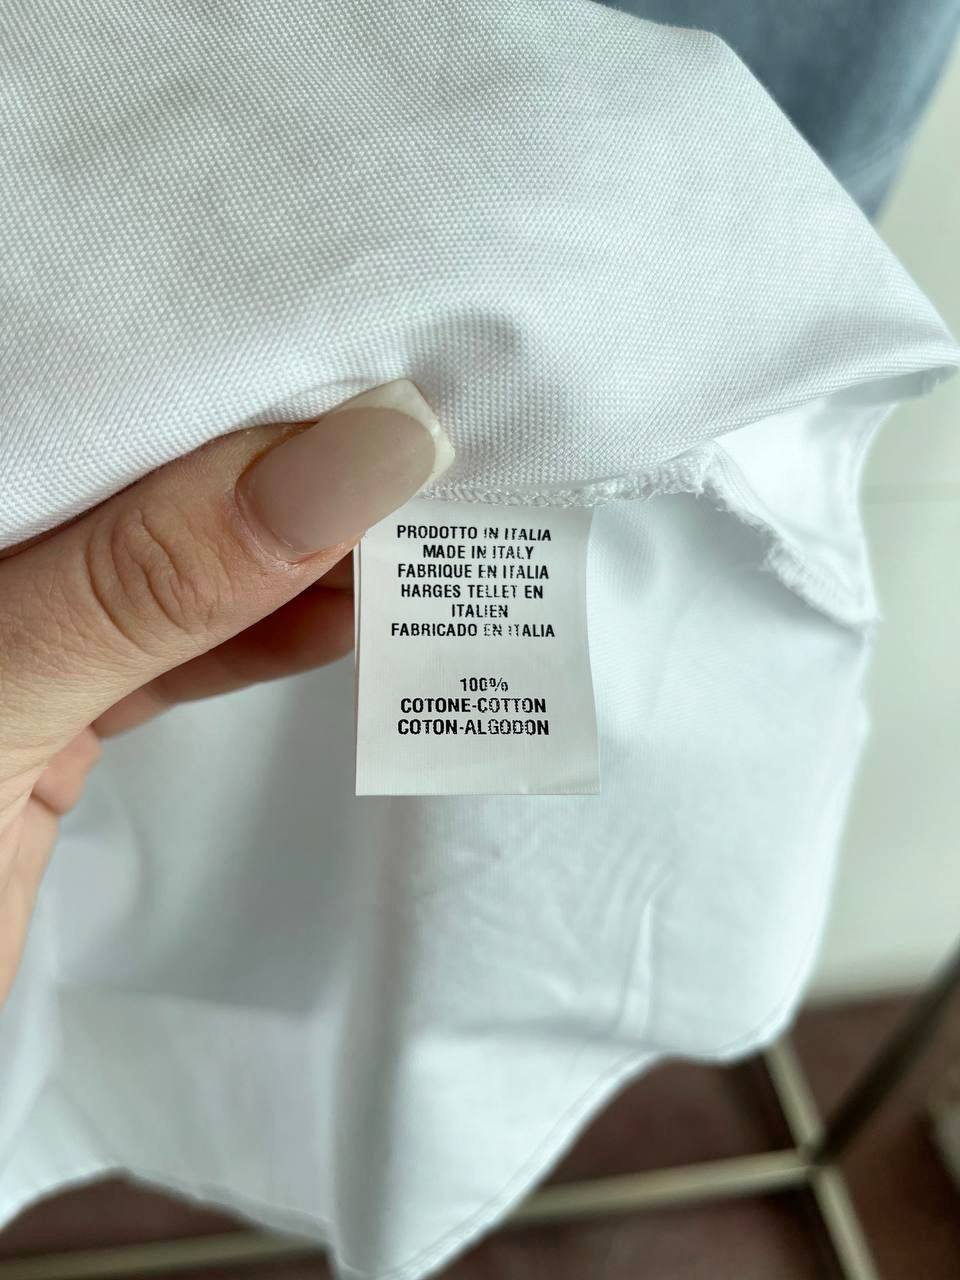 PRODOTTO IN ITALIA
MADE IN ITALY
FABRIQUE EN ITALIA
HARGES TELLET EN
ITALIEN
FABRICADO EN ITALIA
100%
COTONE-COTTON
COTON-ALGODON